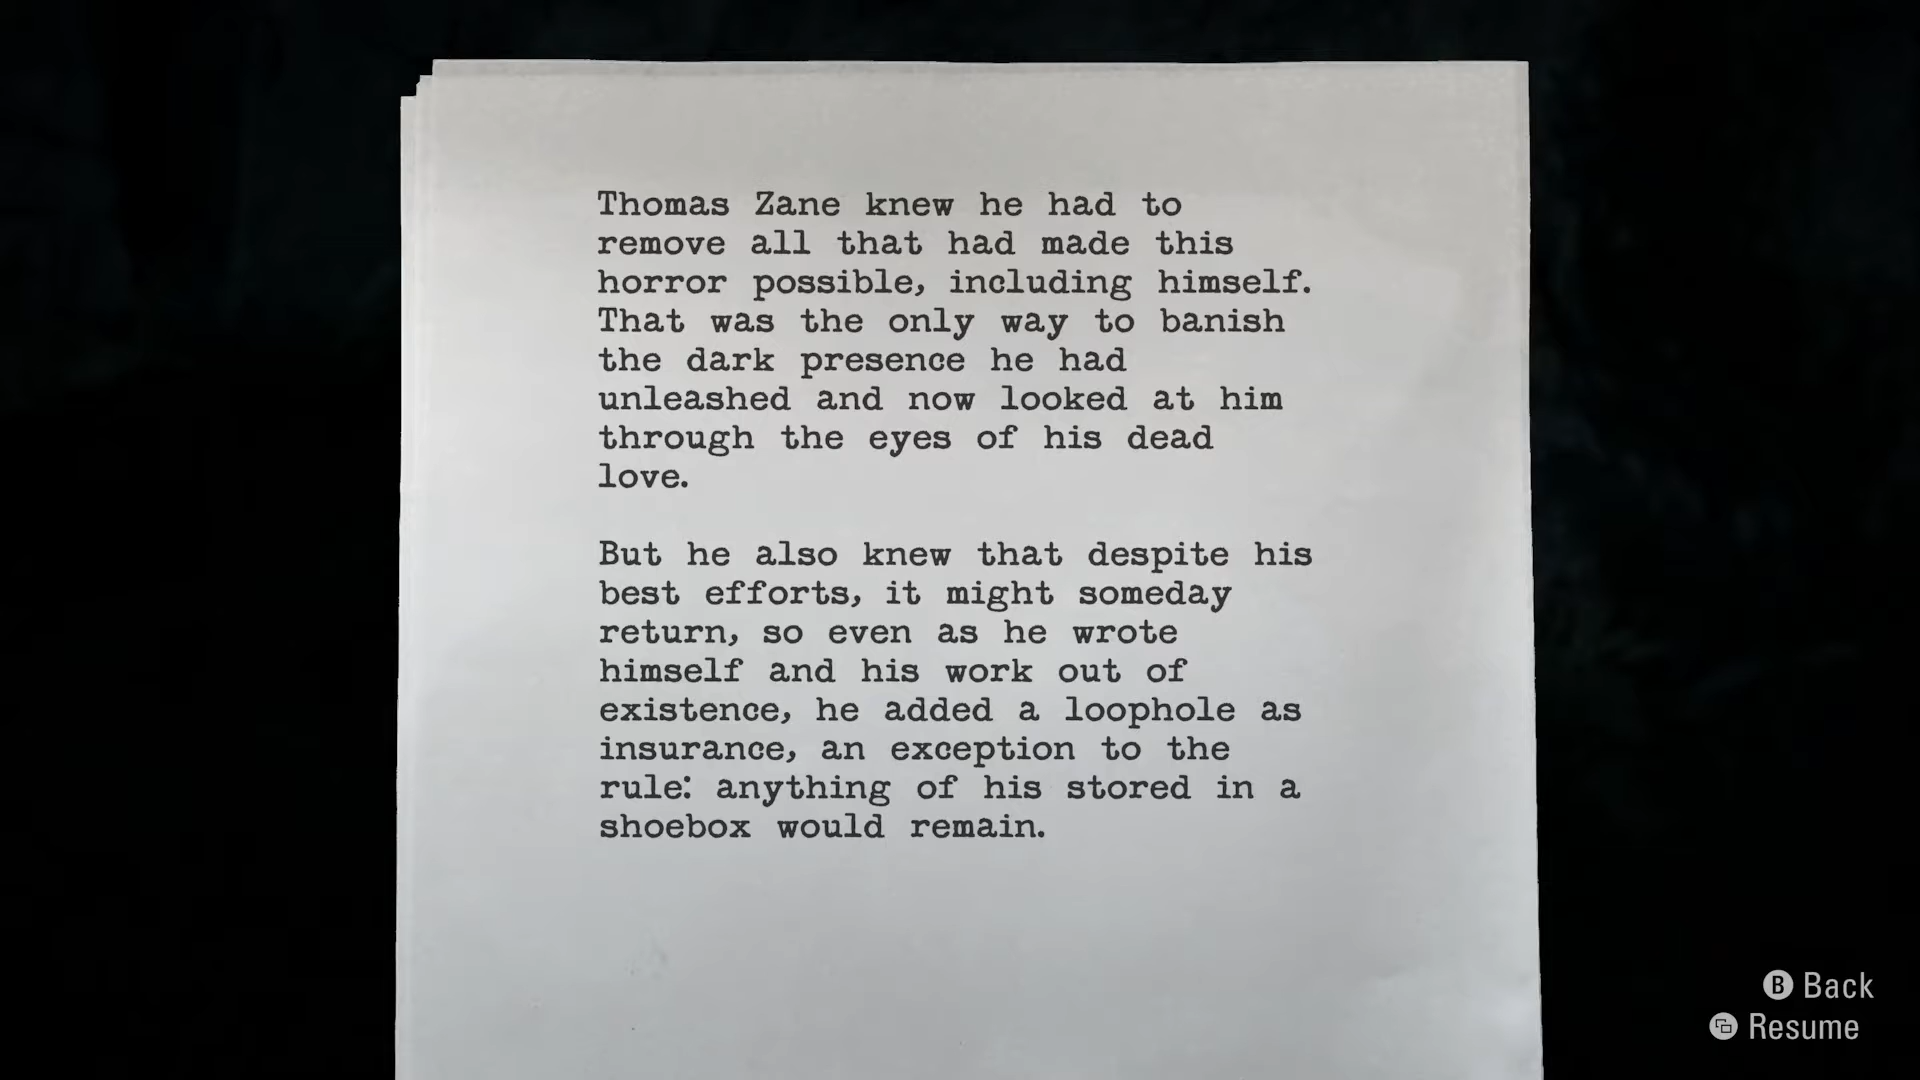 Thomas Zane knew he had to
remove all that had made this
horror possible, including himself.
That was the only way to banish
the dark presence he had
unleashed and now looked at him
through the eyes of his dead
love.
But he also knew that despite his
best efforts, it might someday
return, so even as he wrote
himself and his work out of
existence, he added a loophole as
insurance, an exception to the
rule: anything of his stored in a
shoebox would remain.
B Back
Resume